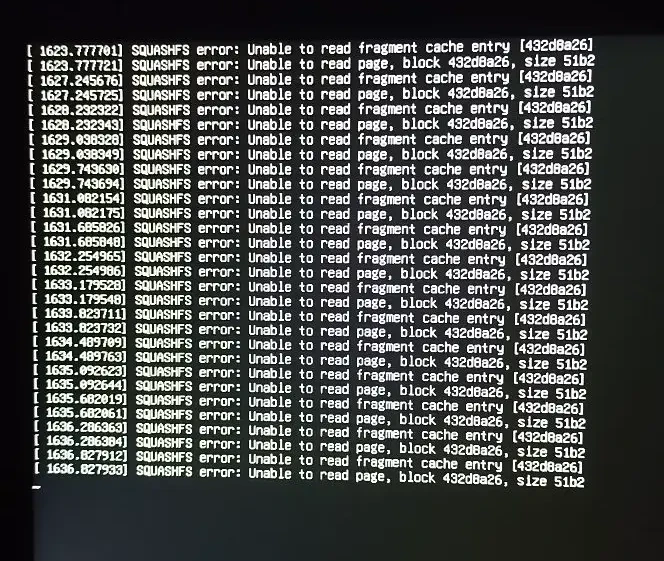 [ 1623.777701] SQUASHFS error: Unable to read fragment cache entry [432d8a26]
[ 1623.777721] SQUASHFS error: Unable to read page, block 432d8a26, size 51b2
[ 1627.245676] SQUASHFS error: Unable to read fragment cache entry [432d8a26]
[ 1627.245725] SQUASHFS error: Unable to read page, block 432d8a26, size 51b2
[ 1628.232322] SQUASHFS error: Unable to read fragment cache entry [432d8a26]
[ 1628.232343] SQUASHFS error: Unable to read page, block 432d8a26, size 51b2
[ 1629.038328] SQUASHFS error: Unable to read fragment cache entry [432d8a26]
[ 1629.038349] SQUASHFS error: Unable to read page, block 432d8a26, size 51b2
[ 1629.743630] SQUASHFS error: Unable to read fragment cache entry [432d8a26]
[ 1629.743694] SQUASHFS error: Unable to read page, block 432d8a26, size 51b2
[ 1631.082154] SQUASHFS error: Unable to read fragment cache entry [432d8a26]
[ 1631.082175] SQUASHFS error: Unable to read page, block 432d8a26, size 51b2
[ 1631.685826] SQUASHFS error: Unable to read fragment cache entry [432d8a26]
[ 1631.685848] SQUASHFS error: Unable to read page, block 432d8a26, size 51b2
[ 1632.254965] SQUASHFS error: Unable to read fragment cache entry [432d8a26]
[ 1632.254986] SQUASHFS error: Unable to read page, block 432d8a26, size 51b2
[ 1633.179528] SQUASHFS error: Unable to read fragment cache entry [432d8a26]
[ 1633.179548] SQUASHFS error: Unable to read page, block 432d8a26, size 51b2
[ 1633.823711] SQUASHFS error: Unable to read fragment cache entry [432d8a26]
[ 1633.823732] SQUASHFS error: Unable to read page, block 432d8a26, size 51b2
[ 1634.489709] SQUASHFS error: Unable to read fragment cache entry [432d8a26]
[ 1634.489763] SQUASHFS error: Unable to read page, block 432d8a26, size 51b2
[ 1635.092623] SQUASHFS error: Unable to read fragment cache entry [432d8a26]
[ 1635.092644] SQUASHFS error: Unable to read page, block 432d8a26, size 51b2
[ 1635.682019] SQUASHFS error: Unable to read fragment cache entry [432d8a26]
[ 1635.682061] SQUASHFS error: Unable to read page, block 432d8a26, size 51b2
[ 1636.286363] SQUASHFS error: Unable to read fragment cache entry [432d8a26]
[ 1636.286384] SQUASHFS error: Unable to read page, block 432d8a26, size 51b2
[ 1636.827912] SQUASHFS error: Unable to read fragment cache entry [432d8a26]
[ 1636.827933] SQUASHFS error: Unable to read page, block 432d8a26, size 51b2